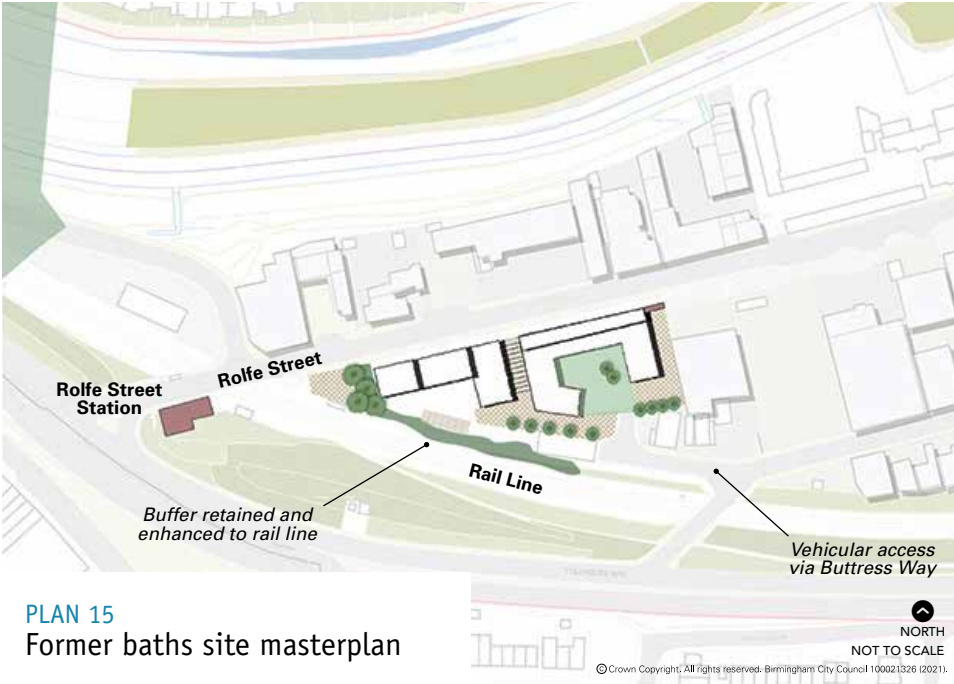 Rolfe Street
Rolfe Street
Station
Rail Line
Buffer retained and
enhanced to rail line
Vehicular access
via Buttress Way
PLAN 15
Former baths site masterplan
NORTH
NOT TO SCALE
© Crown Copyright. All rights reserved. Birmingham City Council 100021326 (2021).